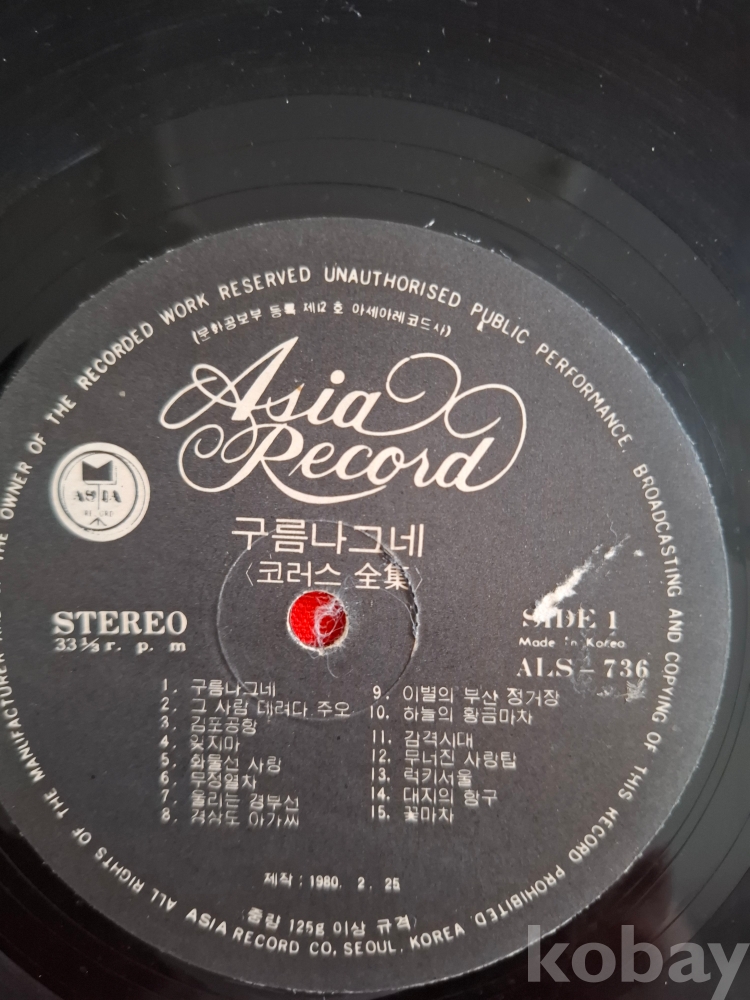 THE OWNER OF THE RECORDED WORK RESERVED UNAUTHORISED PUBLIC PERFORMANCE. BROADCASTING AND COPYING OF THIS RECORD PROHIBITED
(문화공보부 등록 제12호 아세아레코드사)
Asia
Record
ASIA
구름나그네
〈코러스 全集〉
STEREO
33⅓ r. p. m
SIDE 1
Made in Korea
ALS-736
1. 구름나그네
2. 그 사람 데려다 주오
3. 김포공항
4. 잊지마
5. 화물선 사랑
6. 무정열차
7. 울리는 경부선
8. 경상도 아가씨
9. 이별의 부산 정거장
10. 하늘의 황금마차
11. 감격시대
12. 무너진 사랑탑
13. 럭키서울
14. 대지의 항구
15. 꽃마차
제작 : 1980. 2. 25
중량 125g 이상 규격
ALL RIGHTS OF THE MANUFACTURER
ASIA RECORD CO, SEOUL. KOREA
kobay